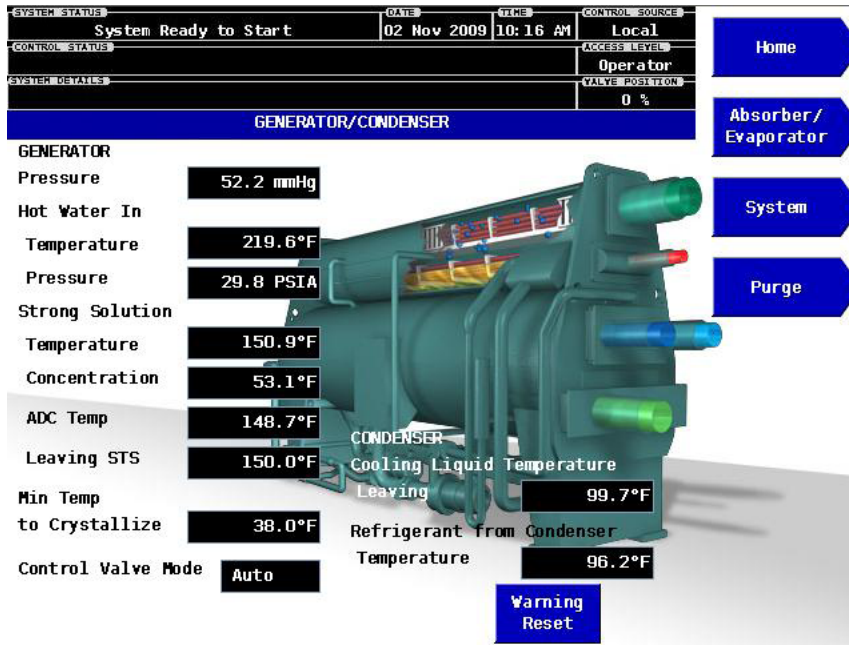 SYSTEM STATUS DATE TIME CONTROL SOURCE
System Ready to Start 02 Nov 2009 10:16 AM Local
CONTROL STATUS ACCESS LEVEL
Operator
SYSTEM DETAILS VALVE POSITION
0 %
Home
Absorber/
Evaporator
System
Purge
GENERATOR/CONDENSER
GENERATOR
Pressure 52.2 mmHg
Hot Water In
Temperature 219.6°F
Pressure 29.8 PSIA
Strong Solution
Temperature 150.9°F
Concentration 53.1°F
ADC Temp 148.7°F
Leaving STS 150.0°F
Min Temp
to Crystallize 38.0°F
Control Valve Mode Auto
CONDENSER
Cooling Liquid Temperature
Leaving 99.7°F
Refrigerant from Condenser
Temperature 96.2°F
Warning
Reset